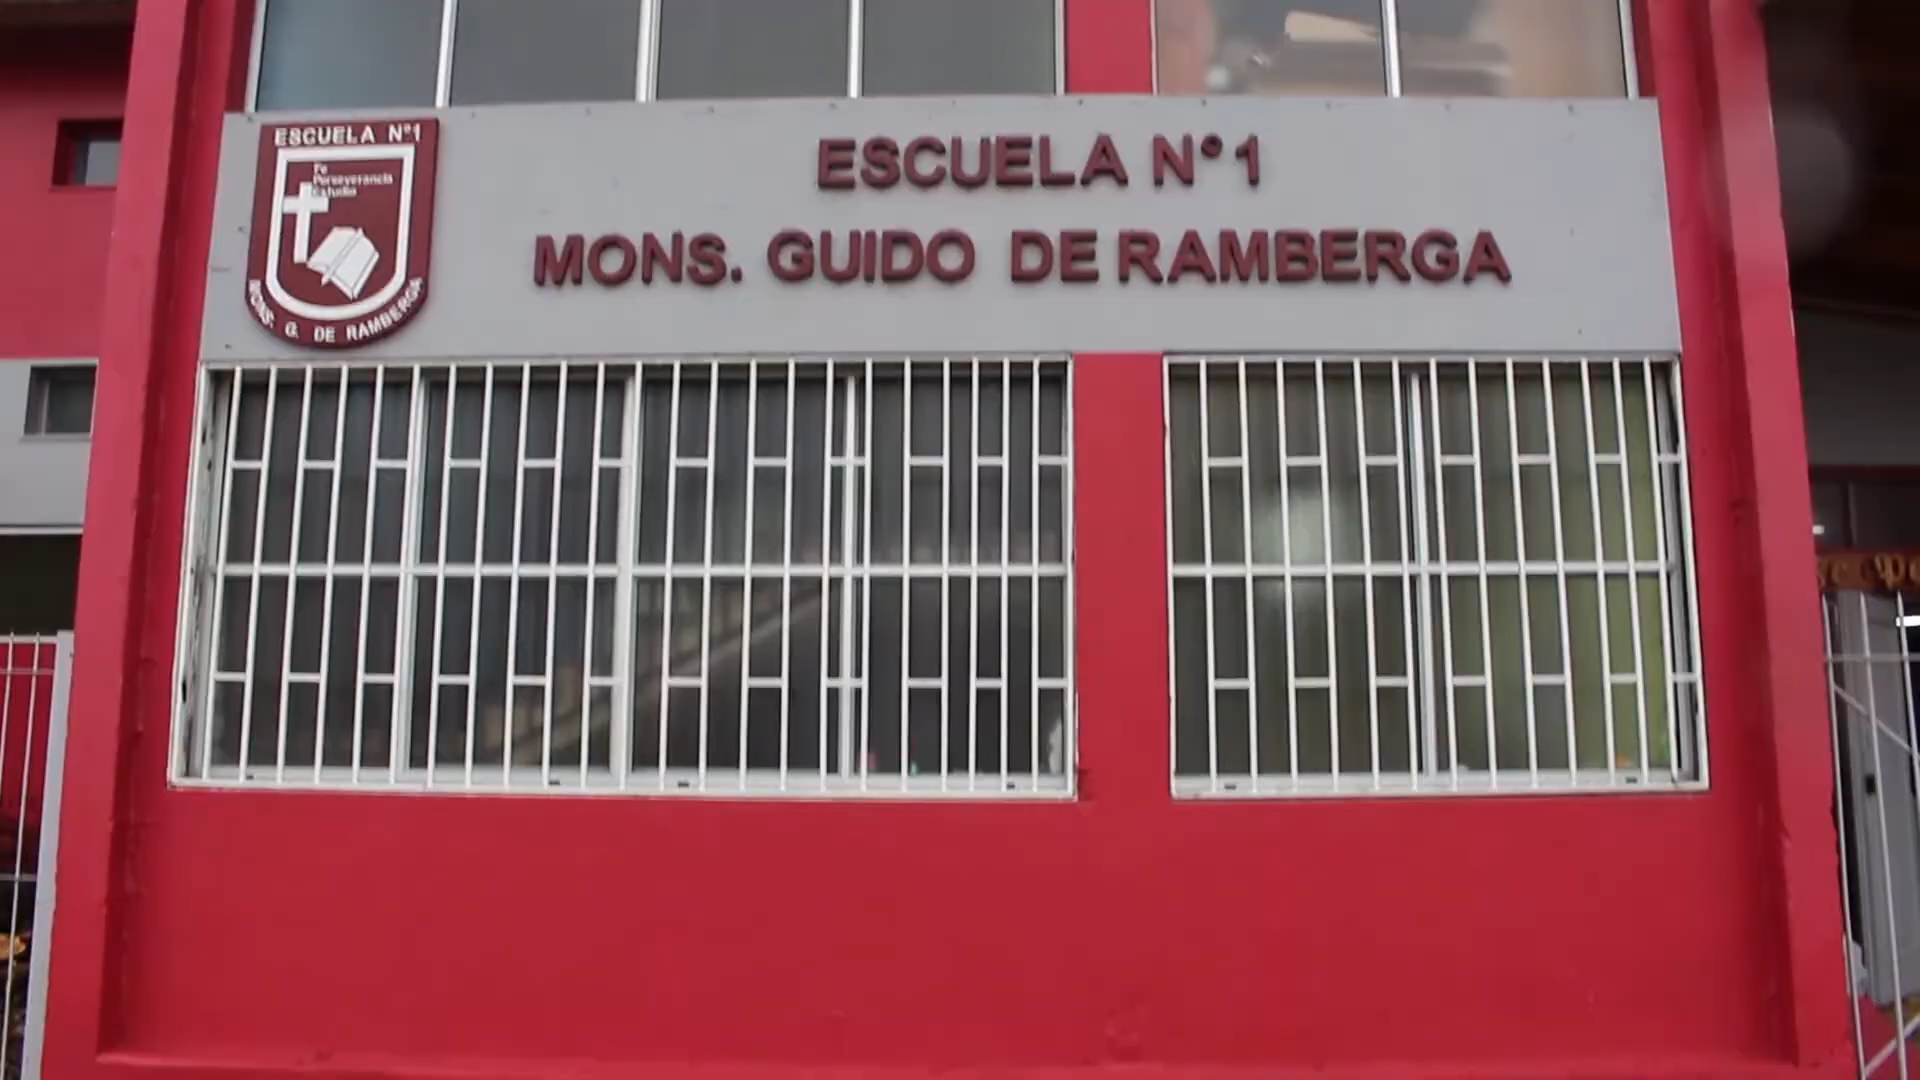 ESCUELA N°1
Fe
Perseverancia
Estudio
MONS. G. DE RAMBERGA
ESCUELA N°1
MONS. GUIDO DE RAMBERGA